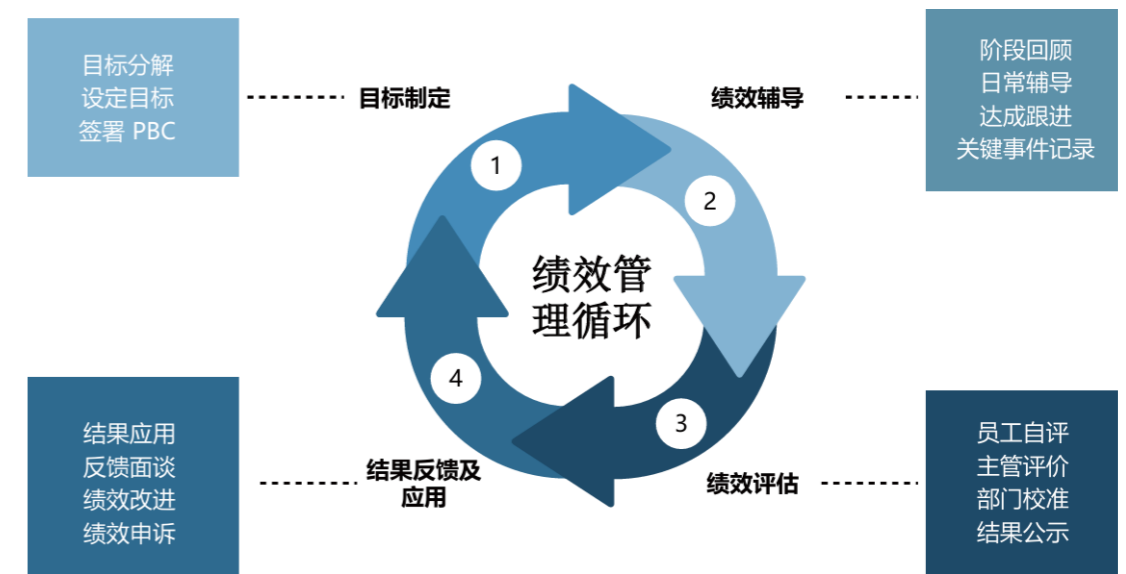 目标分解
设定目标
签署 PBC
目标制定
1
绩效辅导
2
阶段回顾
日常辅导
达成跟进
关键事件记录
绩效管
理循环
结果应用
反馈面谈
绩效改进
绩效申诉
结果反馈及
应用
4
3
绩效评估
员工自评
主管评价
部门校准
结果公示